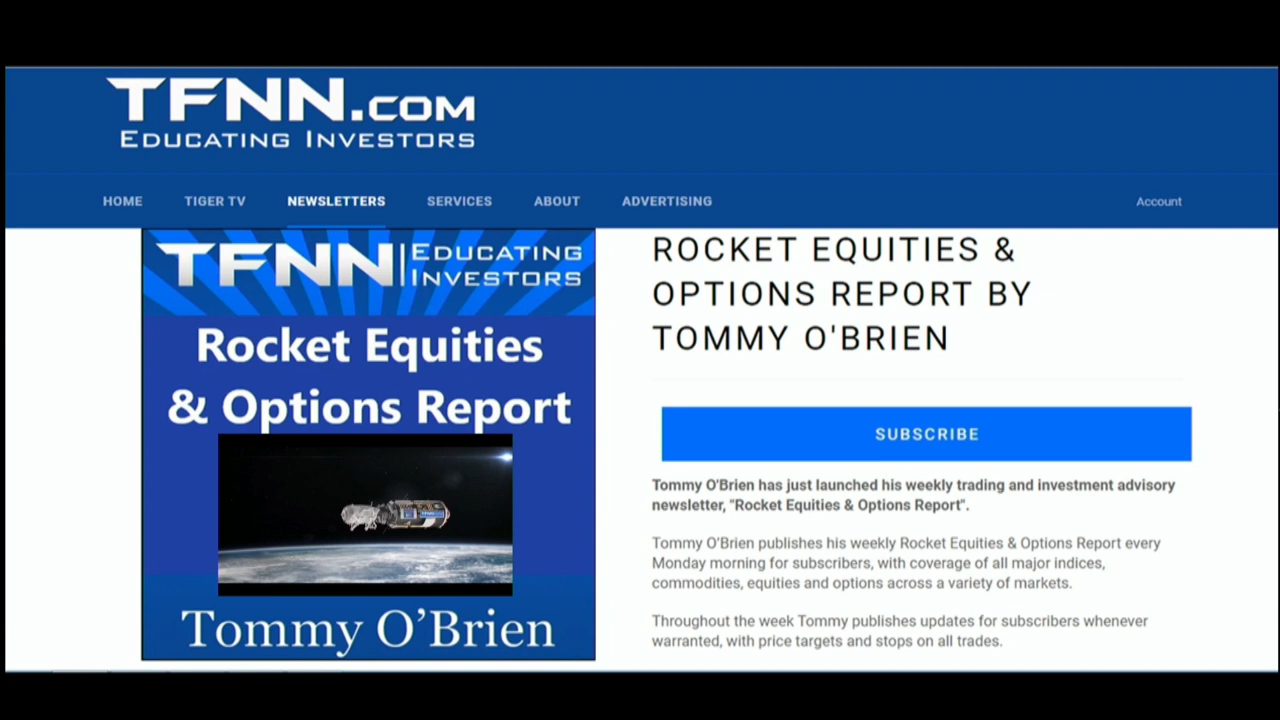 TFNN.COM
EDUCATING INVESTORS
HOME TIGER TV NEWSLETTERS SERVICES ABOUT ADVERTISING Account
TFNN | EDUCATING
INVESTORS
Rocket Equities
& Options Report
TFNN
Tommy O’Brien
ROCKET EQUITIES &
OPTIONS REPORT BY
TOMMY O'BRIEN
SUBSCRIBE
Tommy O'Brien has just launched his weekly trading and investment advisory
newsletter, "Rocket Equities & Options Report".
Tommy O’Brien publishes his weekly Rocket Equities & Options Report every
Monday morning for subscribers, with coverage of all major indices,
commodities, equities and options across a variety of markets.
Throughout the week Tommy publishes updates for subscribers whenever
warranted, with price targets and stops on all trades.